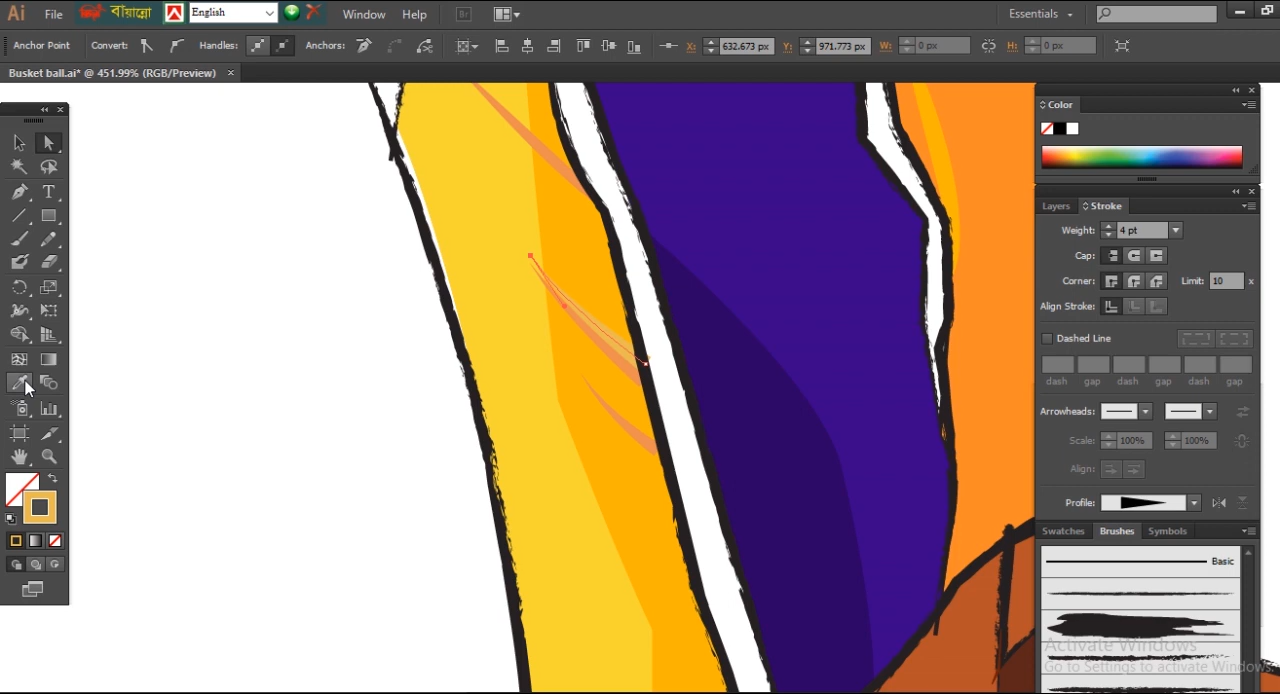 Ai File বায়ান্নো English Window Help Br Essentials
Anchor Point Convert: Handles: Anchors: X: 632.673 px Y: 971.773 px W: 0 px H: 0 px
Busket ball.ai* @ 451.99% (RGB/Preview) ×
Color
Layers Stroke
Weight: 4 pt
Cap:
Corner: Limit: 10 x
Align Stroke:
Dashed Line
dash gap dash gap dash gap
Arrowheads:
Scale: 100% 100%
Align:
Profile:
Swatches Brushes Symbols
Basic
Activate Windows
Go to Settings to activate Windows.